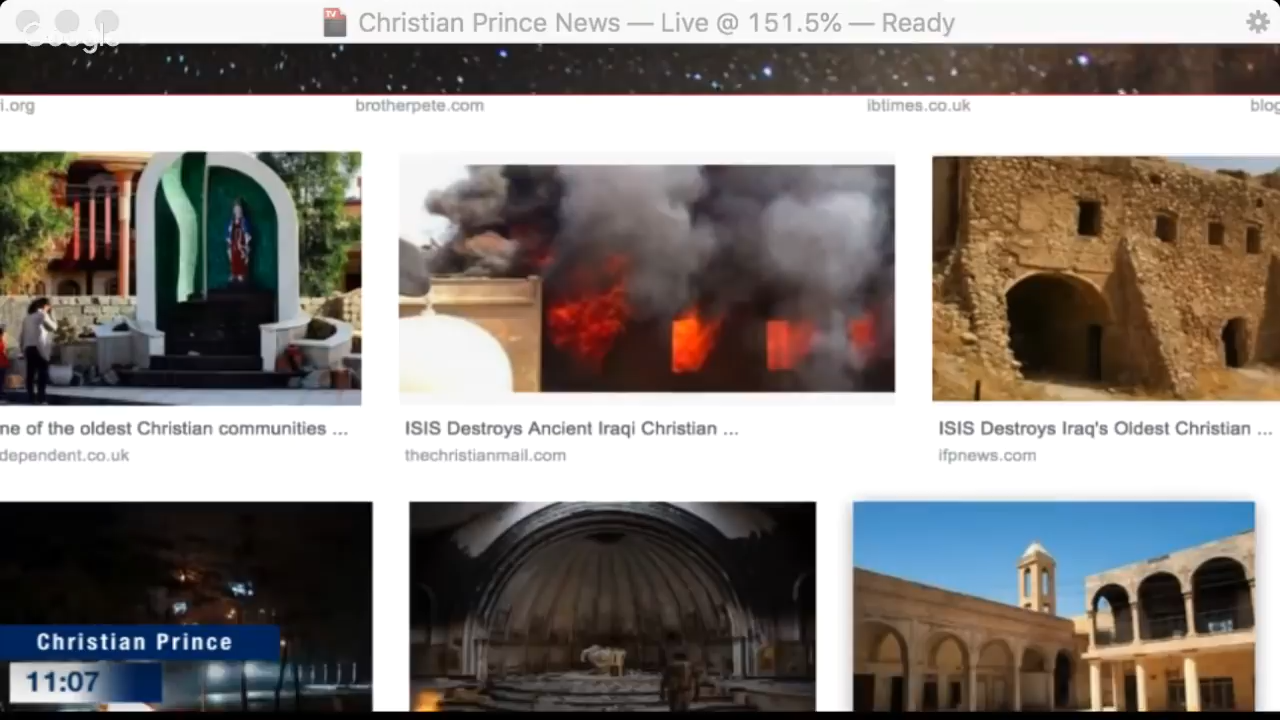 Christian Prince News — Live @ 151.5% — Ready
Google
i.org
brotherpete.com
ibtimes.co.uk
blog
ne of the oldest Christian communities ...
dependent.co.uk
ISIS Destroys Ancient Iraqi Christian ...
thechristianmail.com
ISIS Destroys Iraq's Oldest Christian ...
ifpnews.com
Christian Prince
11:07